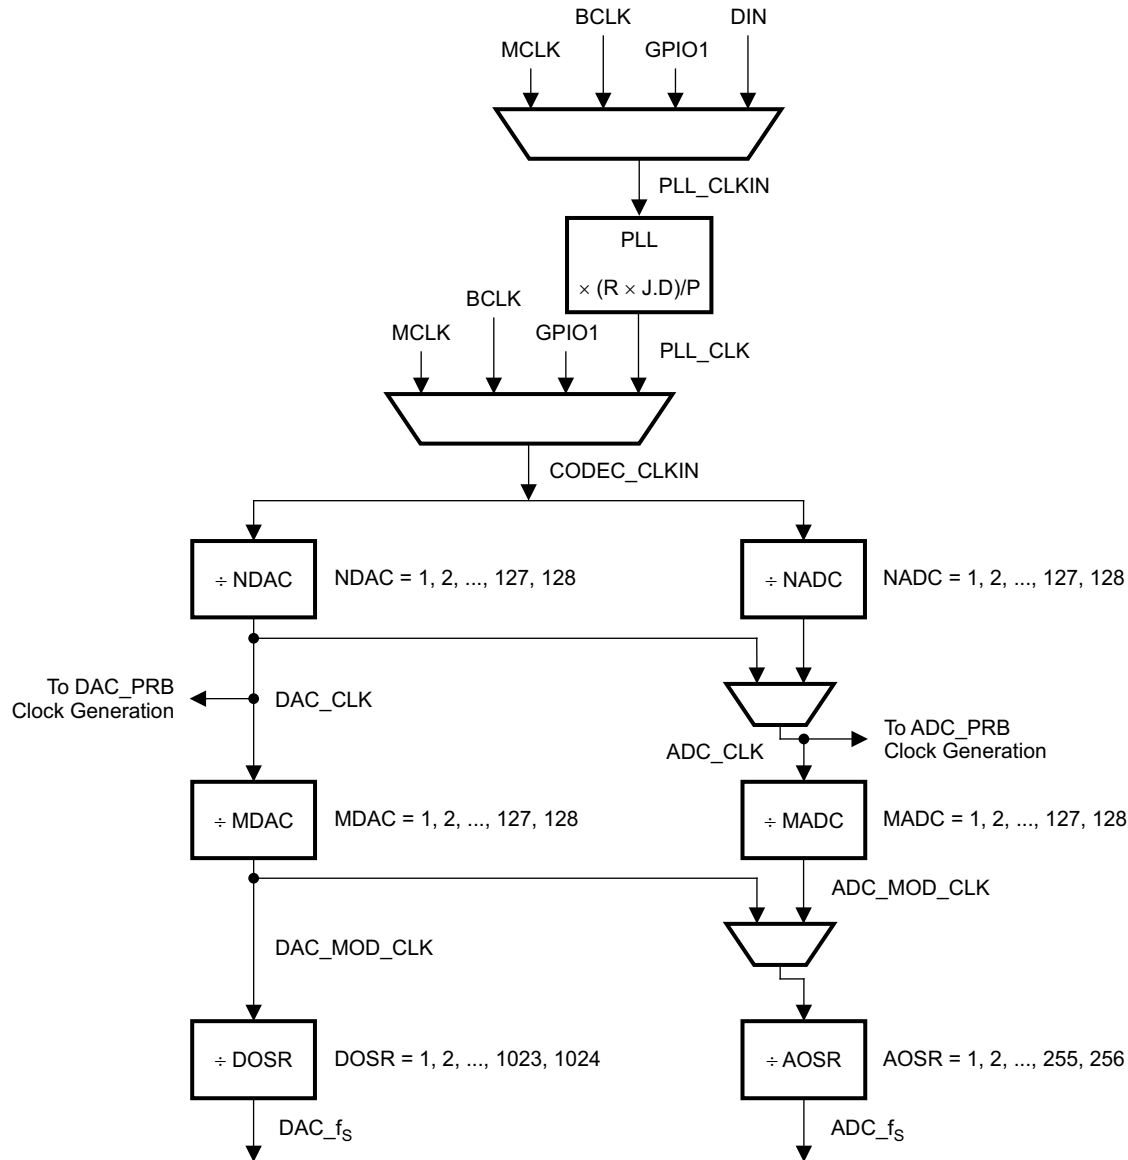 BCLK
DIN
MCLK
GPIO1
PLL_CLKIN
PLL
× (R × J.D)/P
BCLK
MCLK
GPIO1
PLL_CLK
CODEC_CLKIN
÷ NDAC
NDAC = 1, 2, ..., 127, 128
÷ NADC
NADC = 1, 2, ..., 127, 128
To DAC_PRB
Clock Generation
DAC_CLK
ADC_CLK
To ADC_PRB
Clock Generation
÷ MDAC
MDAC = 1, 2, ..., 127, 128
÷ MADC
MADC = 1, 2, ..., 127, 128
ADC_MOD_CLK
DAC_MOD_CLK
÷ DOSR
DOSR = 1, 2, ..., 1023, 1024
÷ AOSR
AOSR = 1, 2, ..., 255, 256
DAC_fS
ADC_fS